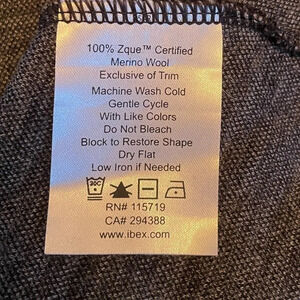 100% Zque™ Certified
Merino Wool
Exclusive of Trim
Machine Wash Cold
Gentle Cycle
With Like Colors
Do Not Bleach
Block to Restore Shape
Dry Flat
Low Iron if Needed
30C
RN# 115719
CA# 294388
www.ibex.com